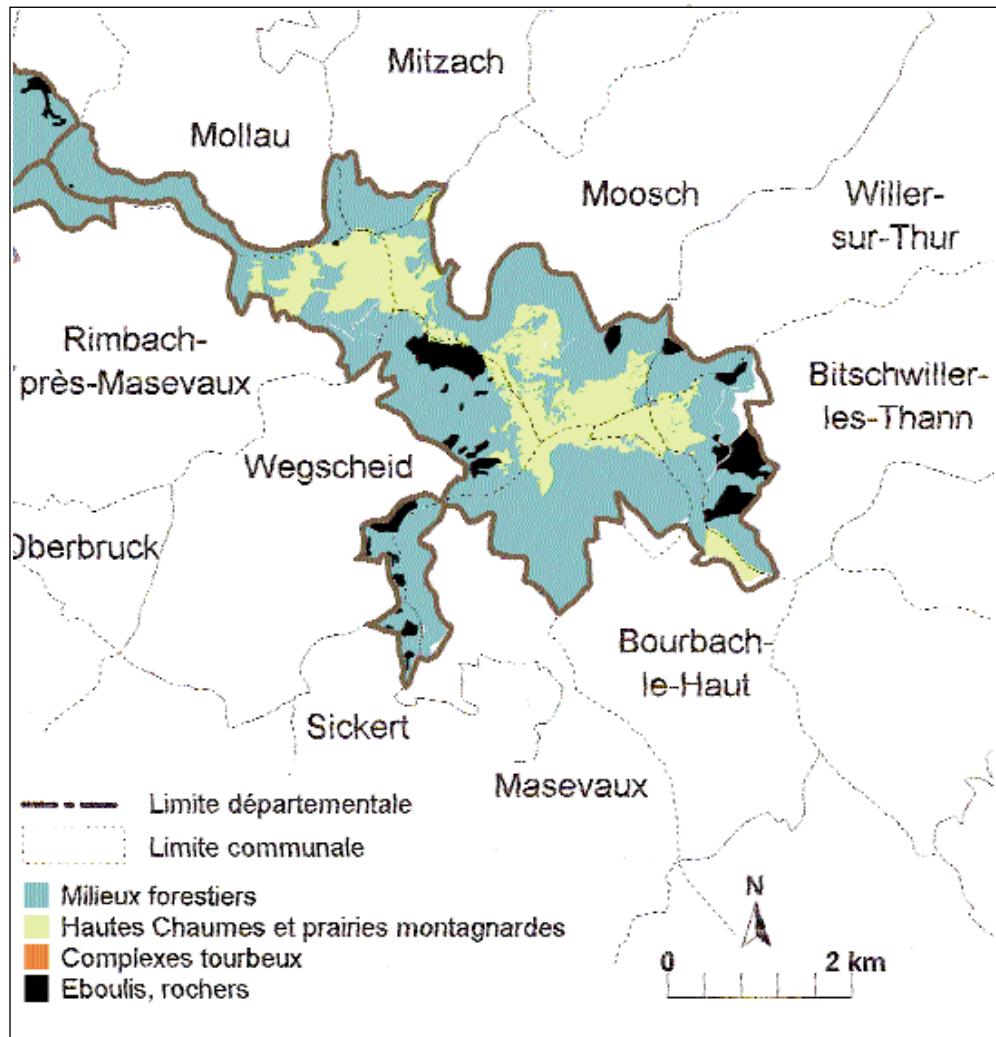 Mitzach
Mollau
Moosch
Willer-
sur-Thur
Rimbach-
près-Masevaux
Bitschwiller-
les-Thann
Wegscheid
Oberbruck
Bourbach-
le-Haut
Sickert
Masevaux
Limite départementale
Limite communale
Milieux forestiers
Hautes Chaumes et prairies montagnardes
Complexes tourbeux
Eboulis, rochers
N
0 2 km